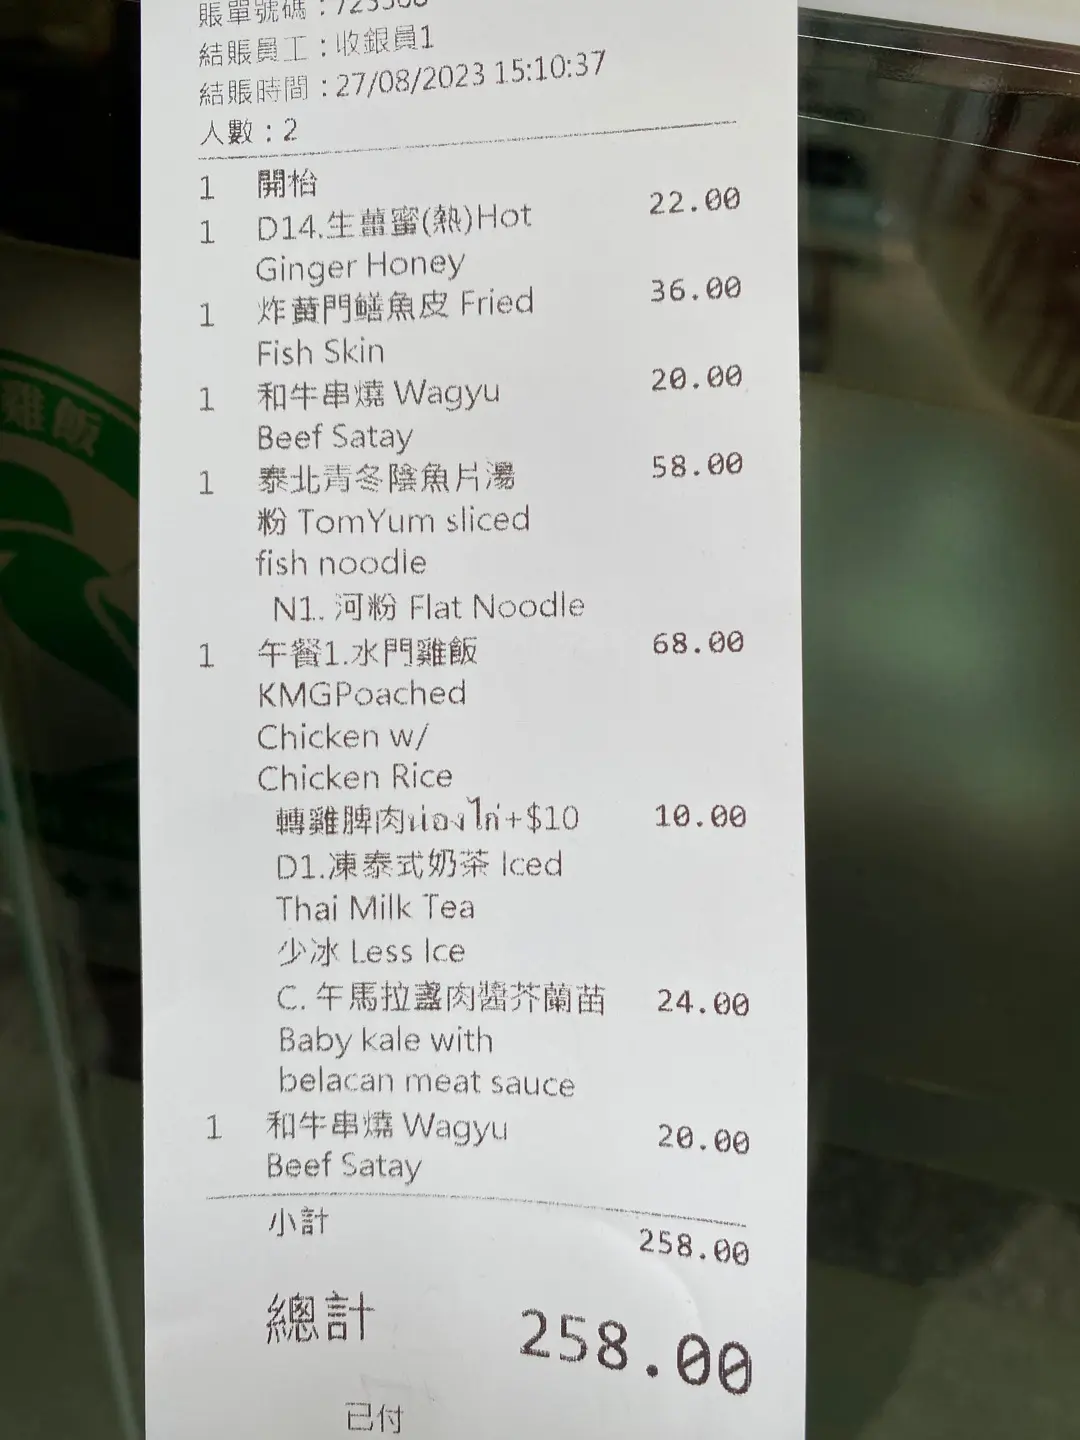 賬單號碼 : 723508
結賬員工 : 收銀員1
結賬時間 : 27/08/2023 15:10:37
人數 : 2
1 開枱
1 D14.生薑蜜(熱)Hot 22.00
Ginger Honey
1 炸黃門鱔魚皮 Fried 36.00
Fish Skin
1 和牛串燒 Wagyu 20.00
Beef Satay
1 泰北青冬陰魚片湯 58.00
粉 TomYum sliced
fish noodle
N1. 河粉 Flat Noodle
1 午餐1.水門雞飯 68.00
KMGPoached
Chicken w/
Chicken Rice
轉雞脾肉น่องไก่+$10 10.00
D1.凍泰式奶茶 Iced
Thai Milk Tea
少冰 Less Ice
C. 午馬拉盞肉醬芥蘭苗 24.00
Baby kale with
belacan meat sauce
1 和牛串燒 Wagyu 20.00
Beef Satay
小計 258.00
總計 258.00
已付
雞飯